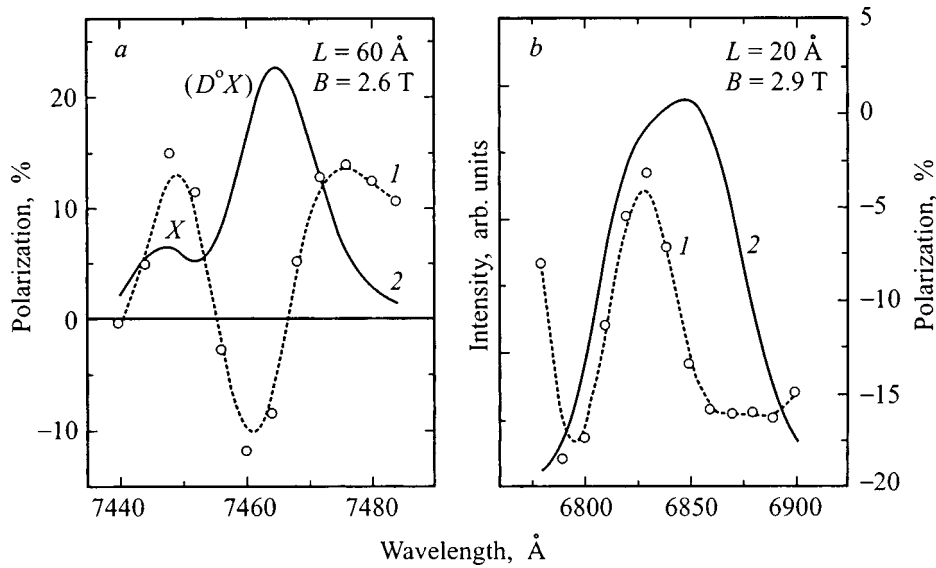 a
L = 60 Å
B = 2.6 T
(D°X)
X
1
2
Polarization, %
20
10
0
−10
7440
7460
7480
b
L = 20 Å
B = 2.9 T
1
2
Intensity, arb. units
5
0
−5
−10
−15
−20
Polarization, %
6800
6850
6900
Wavelength, Å